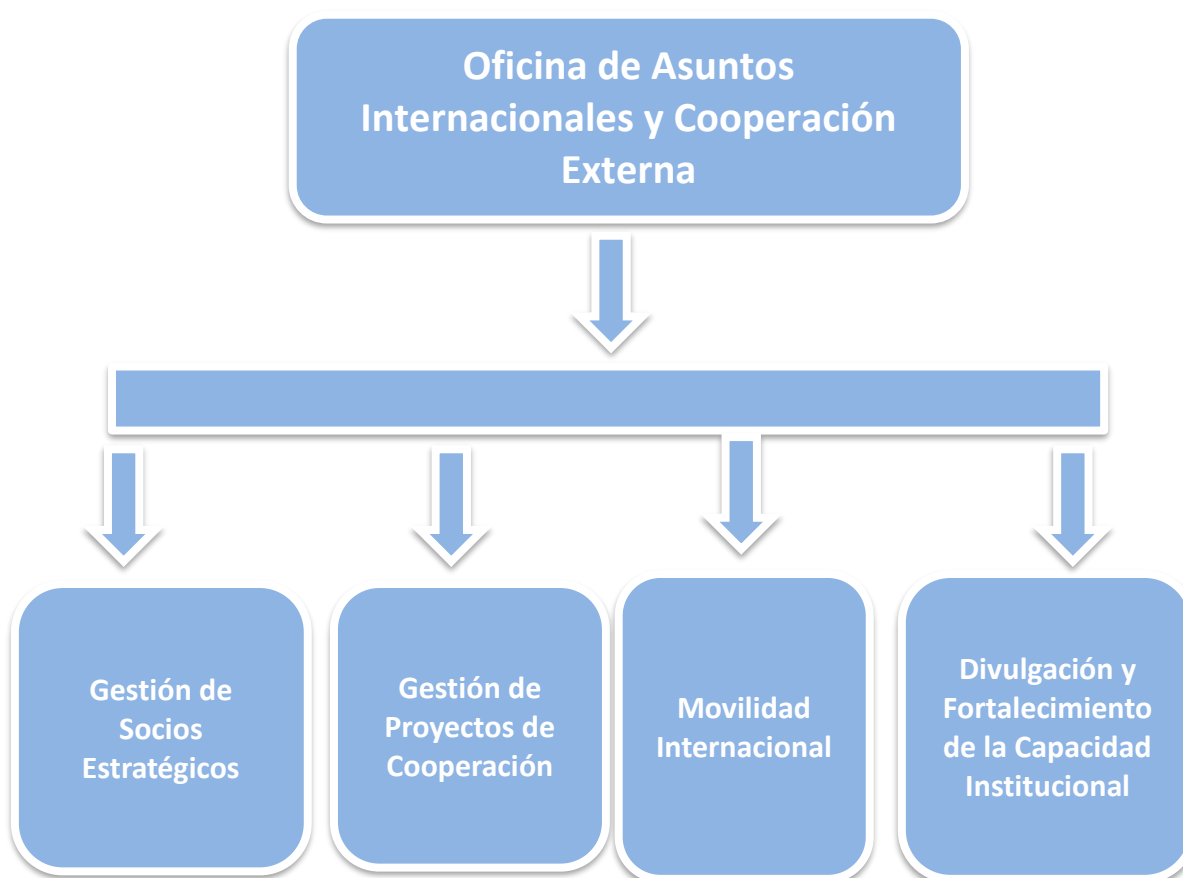 Oficina de Asuntos
Internacionales y Cooperación
Externa
Gestión de
Socios
Estratégicos
Gestión de
Proyectos de
Cooperación
Movilidad
Internacional
Divulgación y
Fortalecimiento
de la Capacidad
Institucional